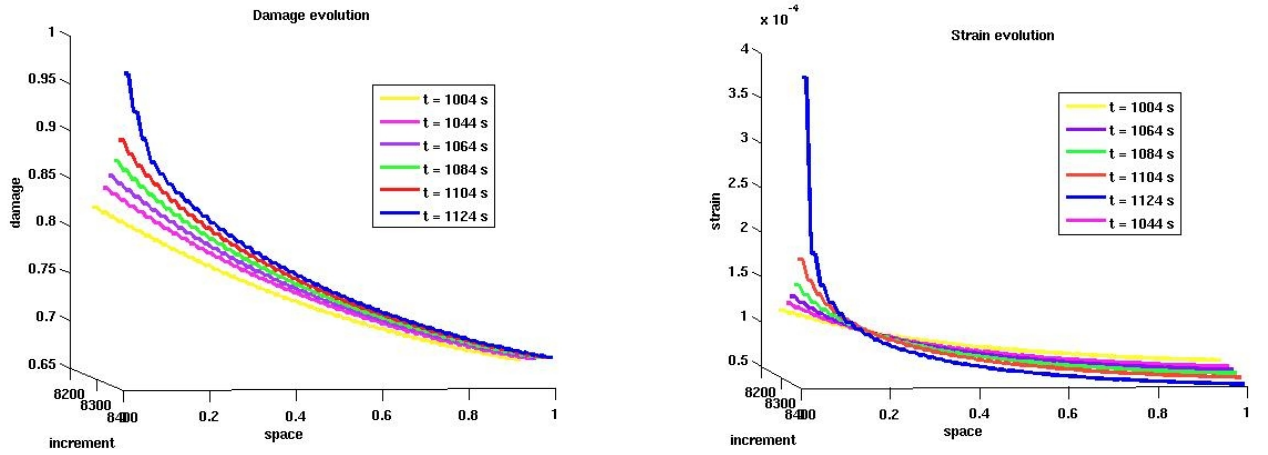 Damage evolution
1
0.95
0.9
0.85
0.8
0.75
0.7
0.65
damage
t = 1004 s
t = 1044 s
t = 1064 s
t = 1084 s
t = 1104 s
t = 1124 s
8200
8300
8400
0.2
0.4
0.6
0.8
1
increment
space
x 10⁻⁴
Strain evolution
4
3.5
3
2.5
2
1.5
1
0.5
strain
t = 1004 s
t = 1064 s
t = 1084 s
t = 1104 s
t = 1124 s
t = 1044 s
8200
8300
8400
0.2
0.4
0.6
0.8
1
increment
space